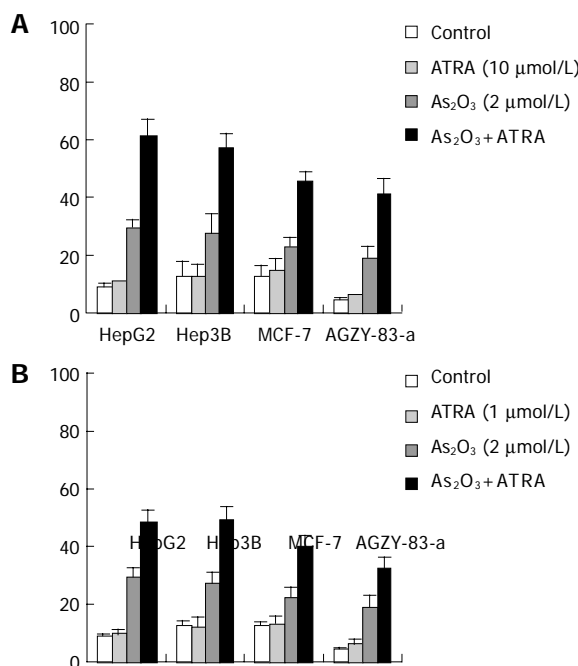 A
100
80
60
40
20
0
HepG2 Hep3B MCF-7 AGZY-83-a
Control
ATRA (10 μmol/L)
As₂O₃ (2 μmol/L)
As₂O₃+ATRA
B
100
80
60
40
20
0
HepG2 Hep3B MCF-7 AGZY-83-a
Control
ATRA (1 μmol/L)
As₂O₃ (2 μmol/L)
As₂O₃+ATRA